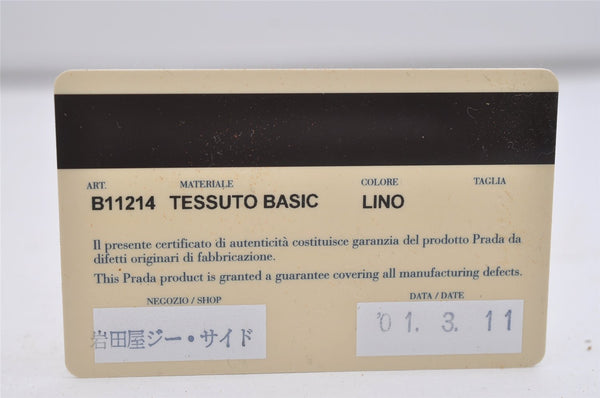 ART. MATERIALE COLORE TAGLIA
B11214 TESSUTO BASIC LINO
Il presente certificato di autenticità costituisce garanzia del prodotto Prada da
difetti originari di fabbricazione.
This Prada product is granted a guarantee covering all manufacturing defects.
NEGOZIO / SHOP DATA / DATE
岩田屋ジー・サイド '01. 3. 11